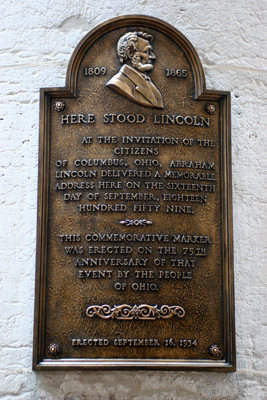 1809 1865
HERE STOOD LINCOLN
AT THE INVITATION OF THE
CITIZENS
OF COLUMBUS, OHIO, ABRAHAM
LINCOLN DELIVERED A MEMORABLE
ADDRESS HERE ON THE SIXTEENTH
DAY OF SEPTEMBER, EIGHTEEN
HUNDRED FIFTY NINE.
THIS COMMEMORATIVE MARKER
WAS ERECTED ON THE 75TH
ANNIVERSARY OF THAT
EVENT BY THE PEOPLE
OF OHIO.
ERECTED SEPTEMBER 16, 1934